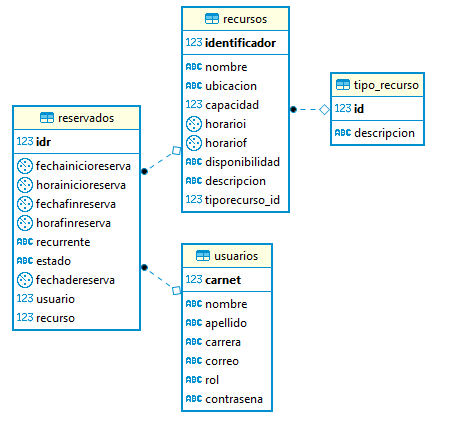 recursos
123 identificador
ABC nombre
ABC ubicacion
123 capacidad
horarioi
horariof
ABC disponibilidad
ABC descripcion
123 tiporecurso_id
tipo_recurso
123 id
ABC descripcion
reservados
123 idr
fechainicioreserva
horainicioreserva
fechafinreserva
horafinreserva
ABC recurrente
ABC estado
fechadereserva
123 usuario
123 recurso
usuarios
123 carnet
ABC nombre
ABC apellido
ABC carrera
ABC correo
ABC rol
ABC contrasena